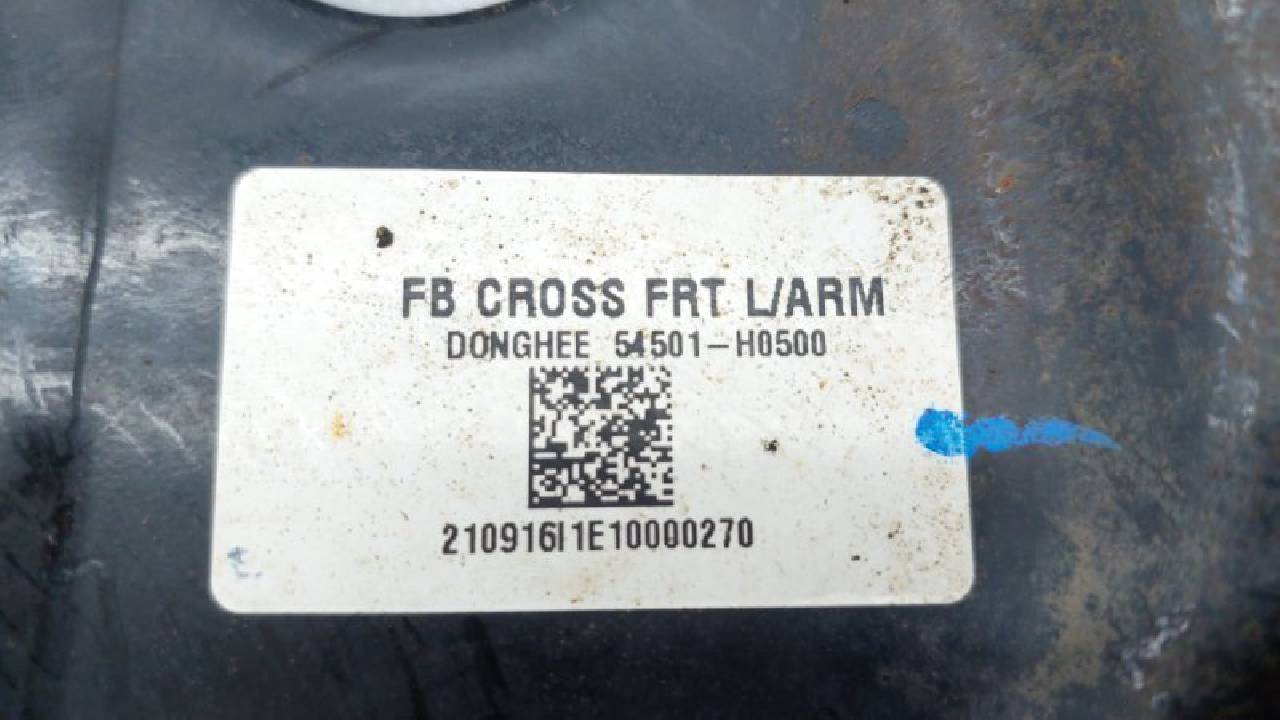 FB CROSS FRT L/ARM
DONGHEE 54501-H0500
210916I1E10000270